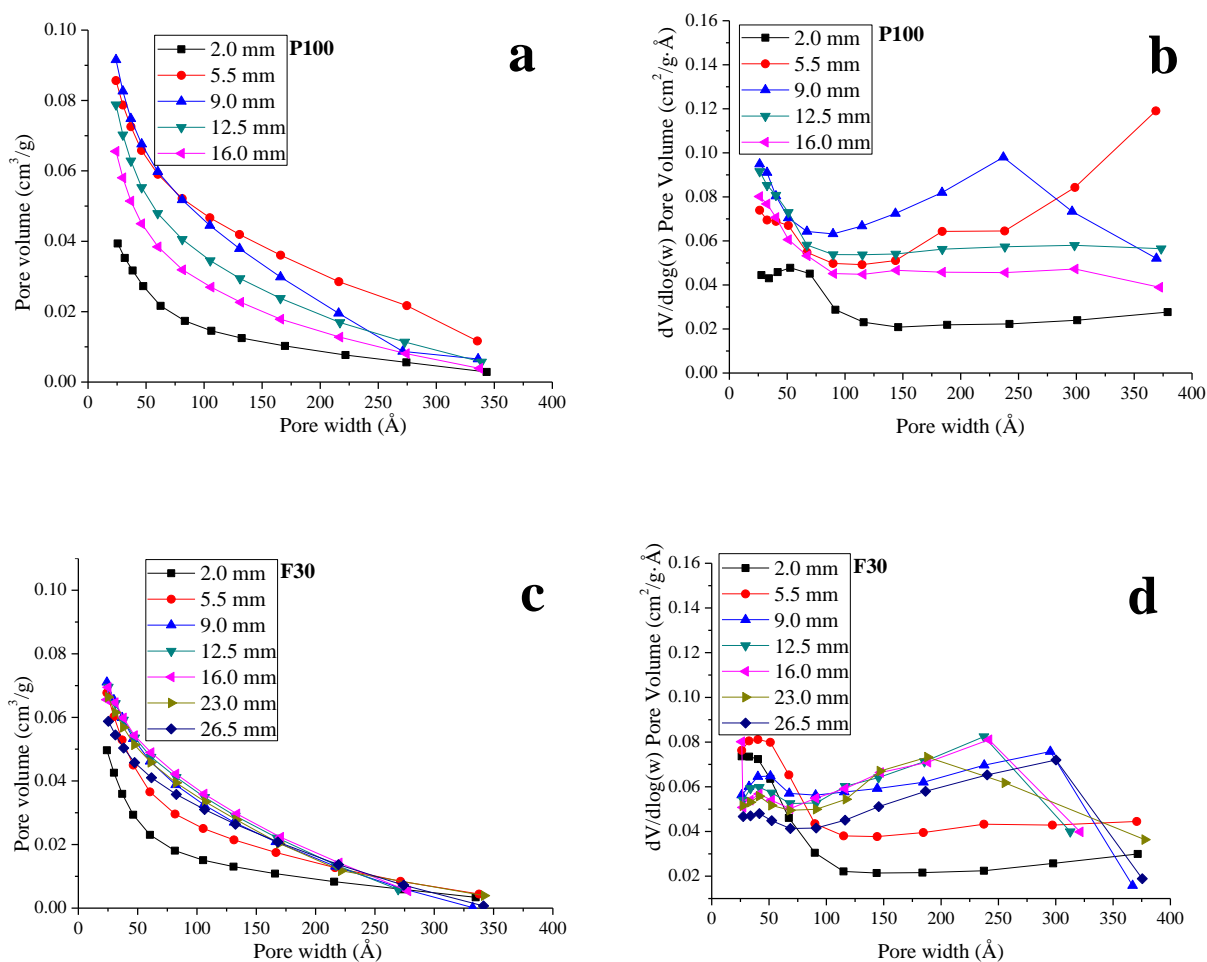 a
P100
2.0 mm
5.5 mm
9.0 mm
12.5 mm
16.0 mm
Pore volume (cm³/g)
0.10
0.08
0.06
0.04
0.02
0.00
0 50 100 150 200 250 300 350 400
Pore width (Å)
b
P100
2.0 mm
5.5 mm
9.0 mm
12.5 mm
16.0 mm
dV/dlog(w) Pore Volume (cm²/g·Å)
0.16
0.14
0.12
0.10
0.08
0.06
0.04
0.02
0.00
0 50 100 150 200 250 300 350 400
Pore width (Å)
c
F30
2.0 mm
5.5 mm
9.0 mm
12.5 mm
16.0 mm
23.0 mm
26.5 mm
Pore volume (cm³/g)
0.10
0.08
0.06
0.04
0.02
0.00
0 50 100 150 200 250 300 350 400
Pore width (Å)
d
F30
2.0 mm
5.5 mm
9.0 mm
12.5 mm
16.0 mm
23.0 mm
26.5 mm
dV/dlog(w) Pore Volume (cm²/g·Å)
0.16
0.14
0.12
0.10
0.08
0.06
0.04
0.02
0 50 100 150 200 250 300 350 400
Pore width (Å)